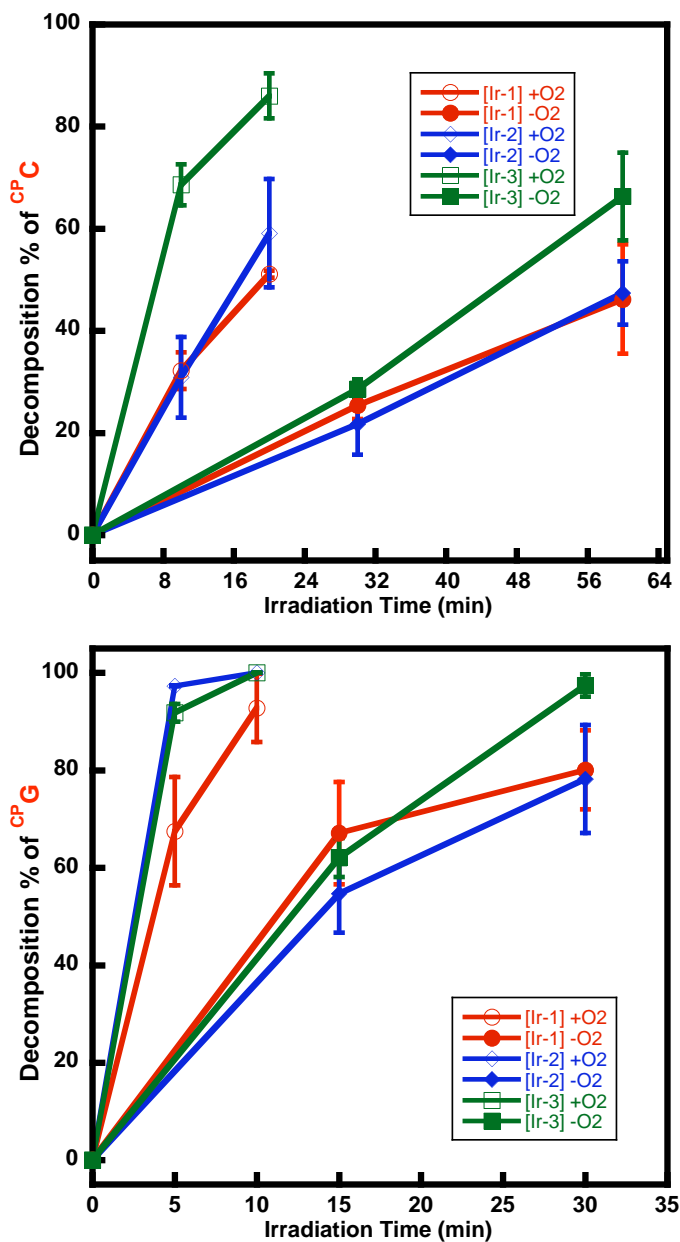 Decomposition % of CPC
100
80
60
40
20
0
[Ir-1] +O2
[Ir-1] -O2
[Ir-2] +O2
[Ir-2] -O2
[Ir-3] +O2
[Ir-3] -O2
0 8 16 24 32 40 48 56 64
Irradiation Time (min)
Decomposition % of CPG
100
80
60
40
20
0
[Ir-1] +O2
[Ir-1] -O2
[Ir-2] +O2
[Ir-2] -O2
[Ir-3] +O2
[Ir-3] -O2
0 5 10 15 20 25 30 35
Irradiation Time (min)